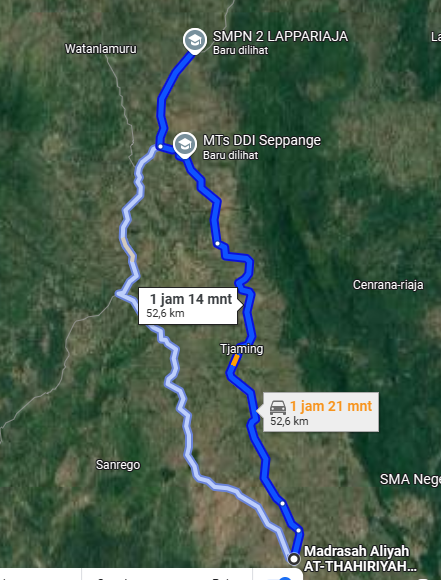 SMPN 2 LAPPARIAJA
Baru dilihat
Watanlamuru
MTs DDI Seppange
Baru dilihat
Cenrana-riaja
1 jam 14 mnt
52,6 km
Tjaming
1 jam 21 mnt
52,6 km
Sanrego
SMA Nege
Madrasah Aliyah
AT-THAHIRIYAH...